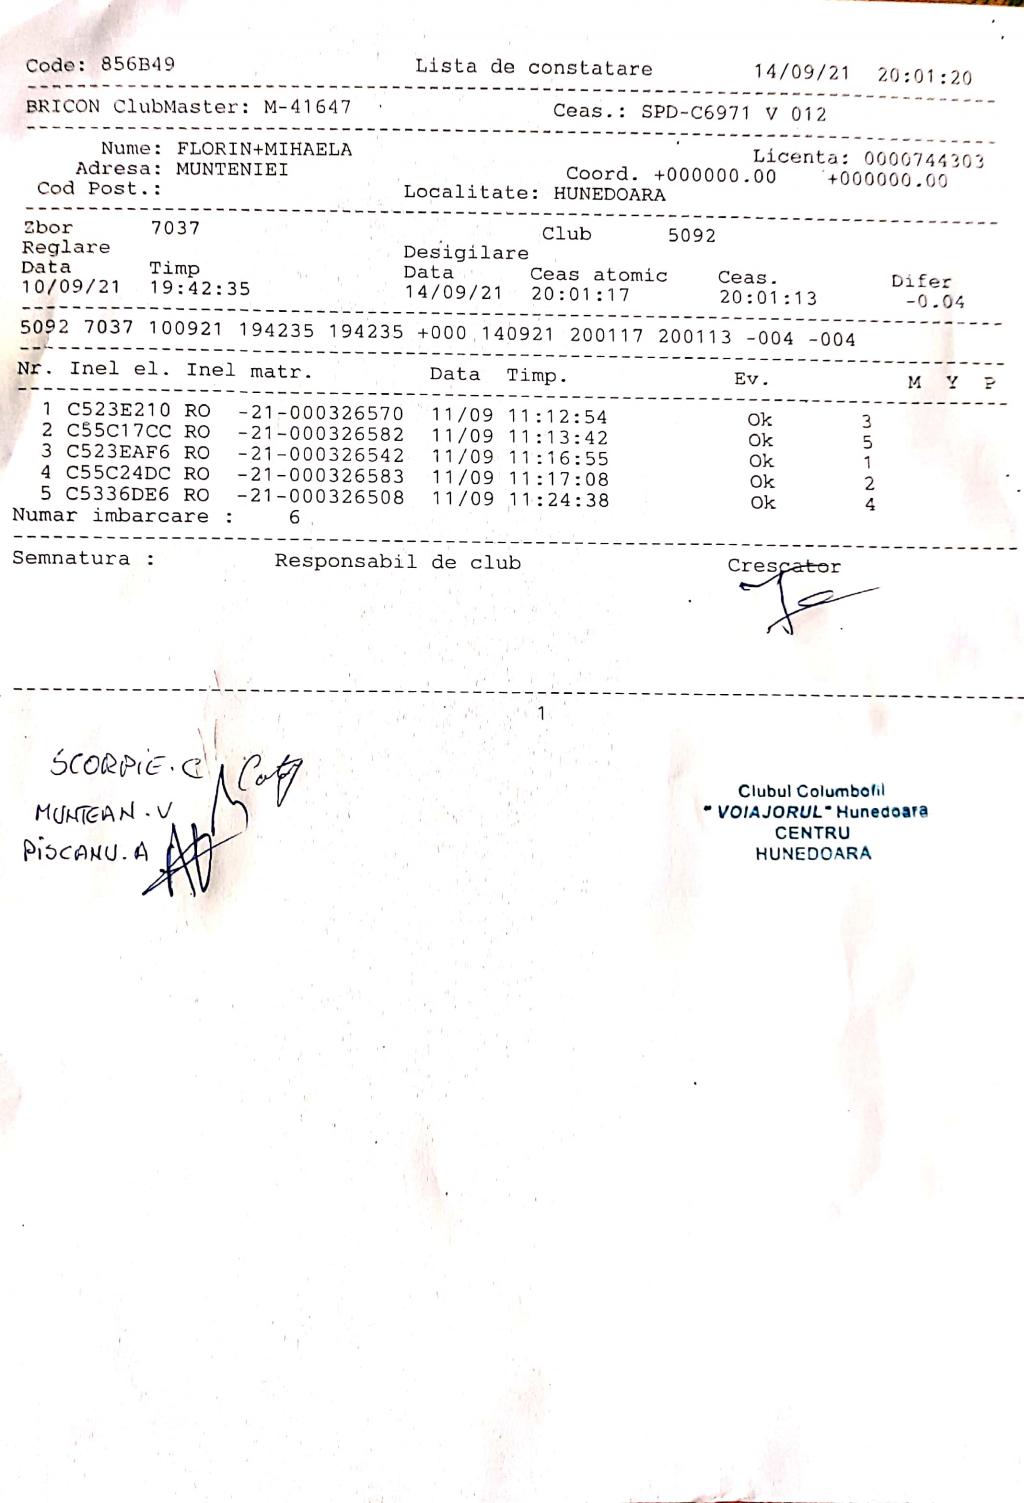 Code: 856B49 Lista de constatare 14/09/21 20:01:20
BRICON ClubMaster: M-41647 Ceas.: SPD-C6971 V 012
Nume: FLORIN+MIHAELA Licenta: 0000744303
Adresa: MUNTENIEI Coord. +000000.00 +000000.00
Cod Post.: Localitate: HUNEDOARA
Zbor 7037 Club 5092
Reglare Desigilare
Data Timp Data Ceas atomic Ceas. Difer
10/09/21 19:42:35 14/09/21 20:01:17 20:01:13 -0.04
5092 7037 100921 194235 194235 +000 140921 200117 200113 -004 -004
Nr. Inel el. Inel matr. Data Timp. Ev. M Y P
1 C523E210 RO -21-000326570 11/09 11:12:54 Ok 3
2 C55C17CC RO -21-000326582 11/09 11:13:42 Ok 5
3 C523EAF6 RO -21-000326542 11/09 11:16:55 Ok 1
4 C55C24DC RO -21-000326583 11/09 11:17:08 Ok 2
5 C5336DE6 RO -21-000326508 11/09 11:24:38 Ok 4
Numar imbarcare : 6
Semnatura : Responsabil de club Crescator
1
SCORPIE. C
MUNTEAN. V
PISCANU. A
Clubul Columbofil
"VOIAJORUL" Hunedoara
CENTRU
HUNEDOARA